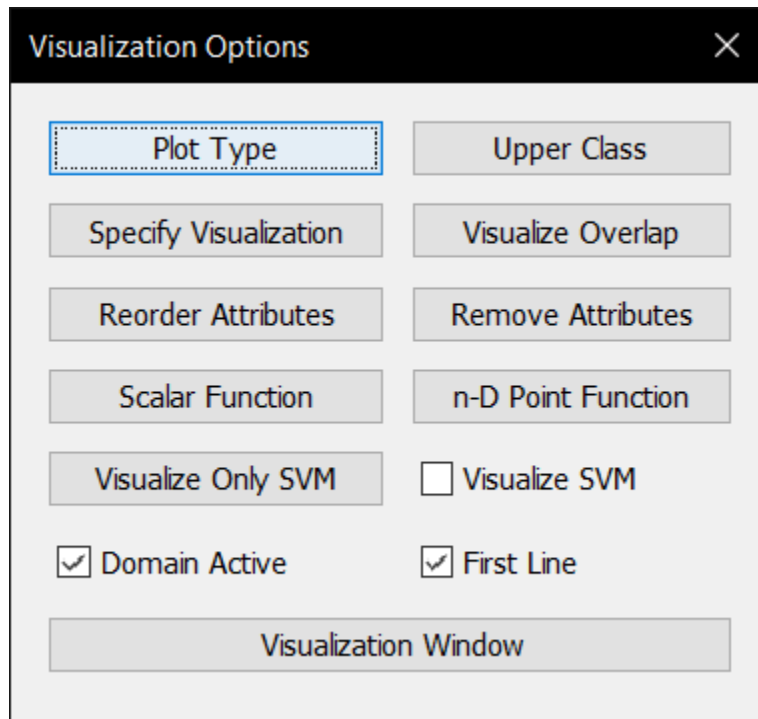 Visualization Options
Plot Type
Upper Class
Specify Visualization
Visualize Overlap
Reorder Attributes
Remove Attributes
Scalar Function
n-D Point Function
Visualize Only SVM
Visualize SVM
Domain Active
First Line
Visualization Window